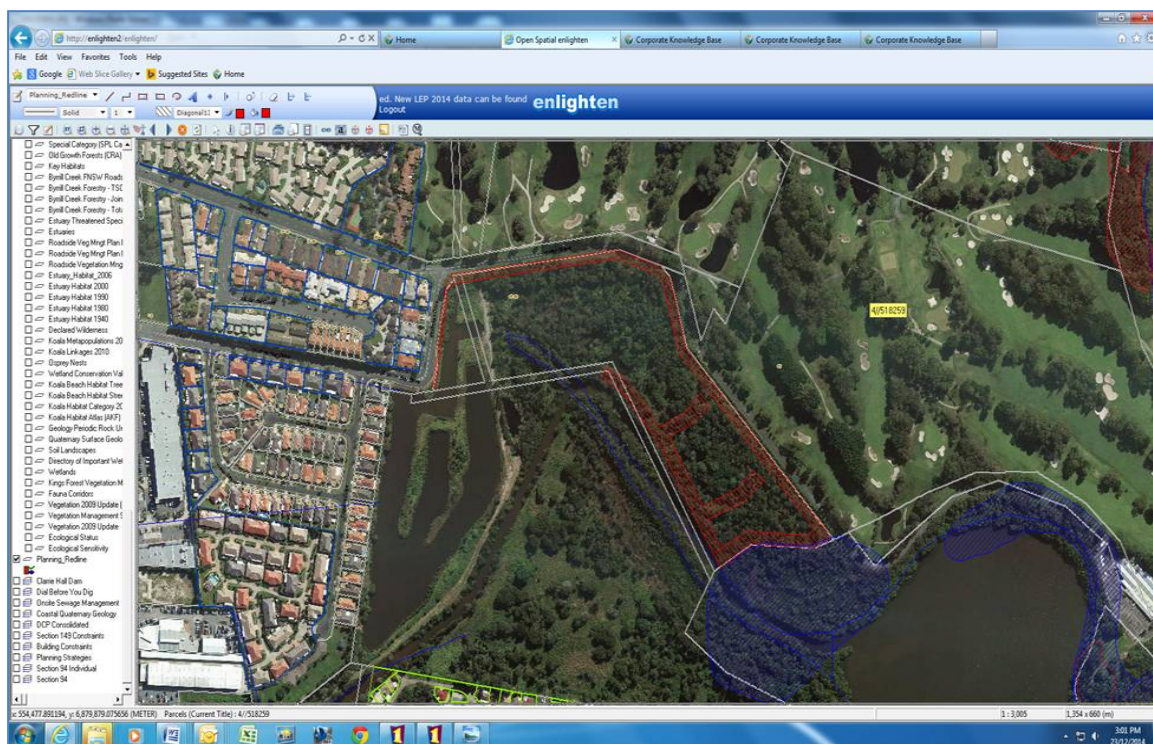 http://enlighten2/enlighten/
Home
Open Spatial enlighten
Corporate Knowledge Base
Corporate Knowledge Base
Corporate Knowledge Base
File Edit View Favorites Tools Help
Google Web Slice Gallery Suggested Sites Home
Planning_Redline
ed. New LEP 2014 data can be found
Logout
enlighten
Solid 1 Diagonal1
Special Category (SPL Ca
Old Growth Forests (CRA)
Key Habitats
Byrrill Creek FNSW Roads
Byrrill Creek Forestry - TSC
Byrrill Creek Forestry - Join
Byrrill Creek Forestry - Tot
Estuary Threatened Speci
Estuaries
Roadside Veg Mngt Plan I
Roadside Veg Mngt Plan I
Roadside Vegetation Mng
Estuary_Habitat_2006
Estuary Habitat 2000
Estuary Habitat 1990
Estuary Habitat 1980
Estuary Habitat 1940
Declared Wilderness
Koala Metapopulations 20
Koala Linkages 2010
Osprey Nests
Wetland Conservation Val
Koala Beach Habitat Tree
Koala Beach Habitat Stre
Koala Habitat Category 20
Koala Habitat Atlas (AKF)
Geology Periodic Rock Ur
Quaternary Surface Geolo
Soil Landscapes
Directory of Important Wet
Wetlands
Kings Forest Vegetation M
Fauna Corridors
Vegetation 2009 Update (
Vegetation Management S
Vegetation 2009 Update
Ecological Status
Ecological Sensitivity
Planning_Redline
Clarrie Hall Dam
Dial Before You Dig
Onsite Sewage Management
Coastal Quaternary Geology
DCP Consolidated
Section 149 Constraints
Building Constraints
Planning Strategies
Section 94 Individual
Section 94
4//518259
x: 554,477.891194, y: 6,879,879.075656 (METER) Parcels (Current Title) : 4//518259
1 : 3,005
1,354 x 660 (m)
3:01 PM
23/12/2014